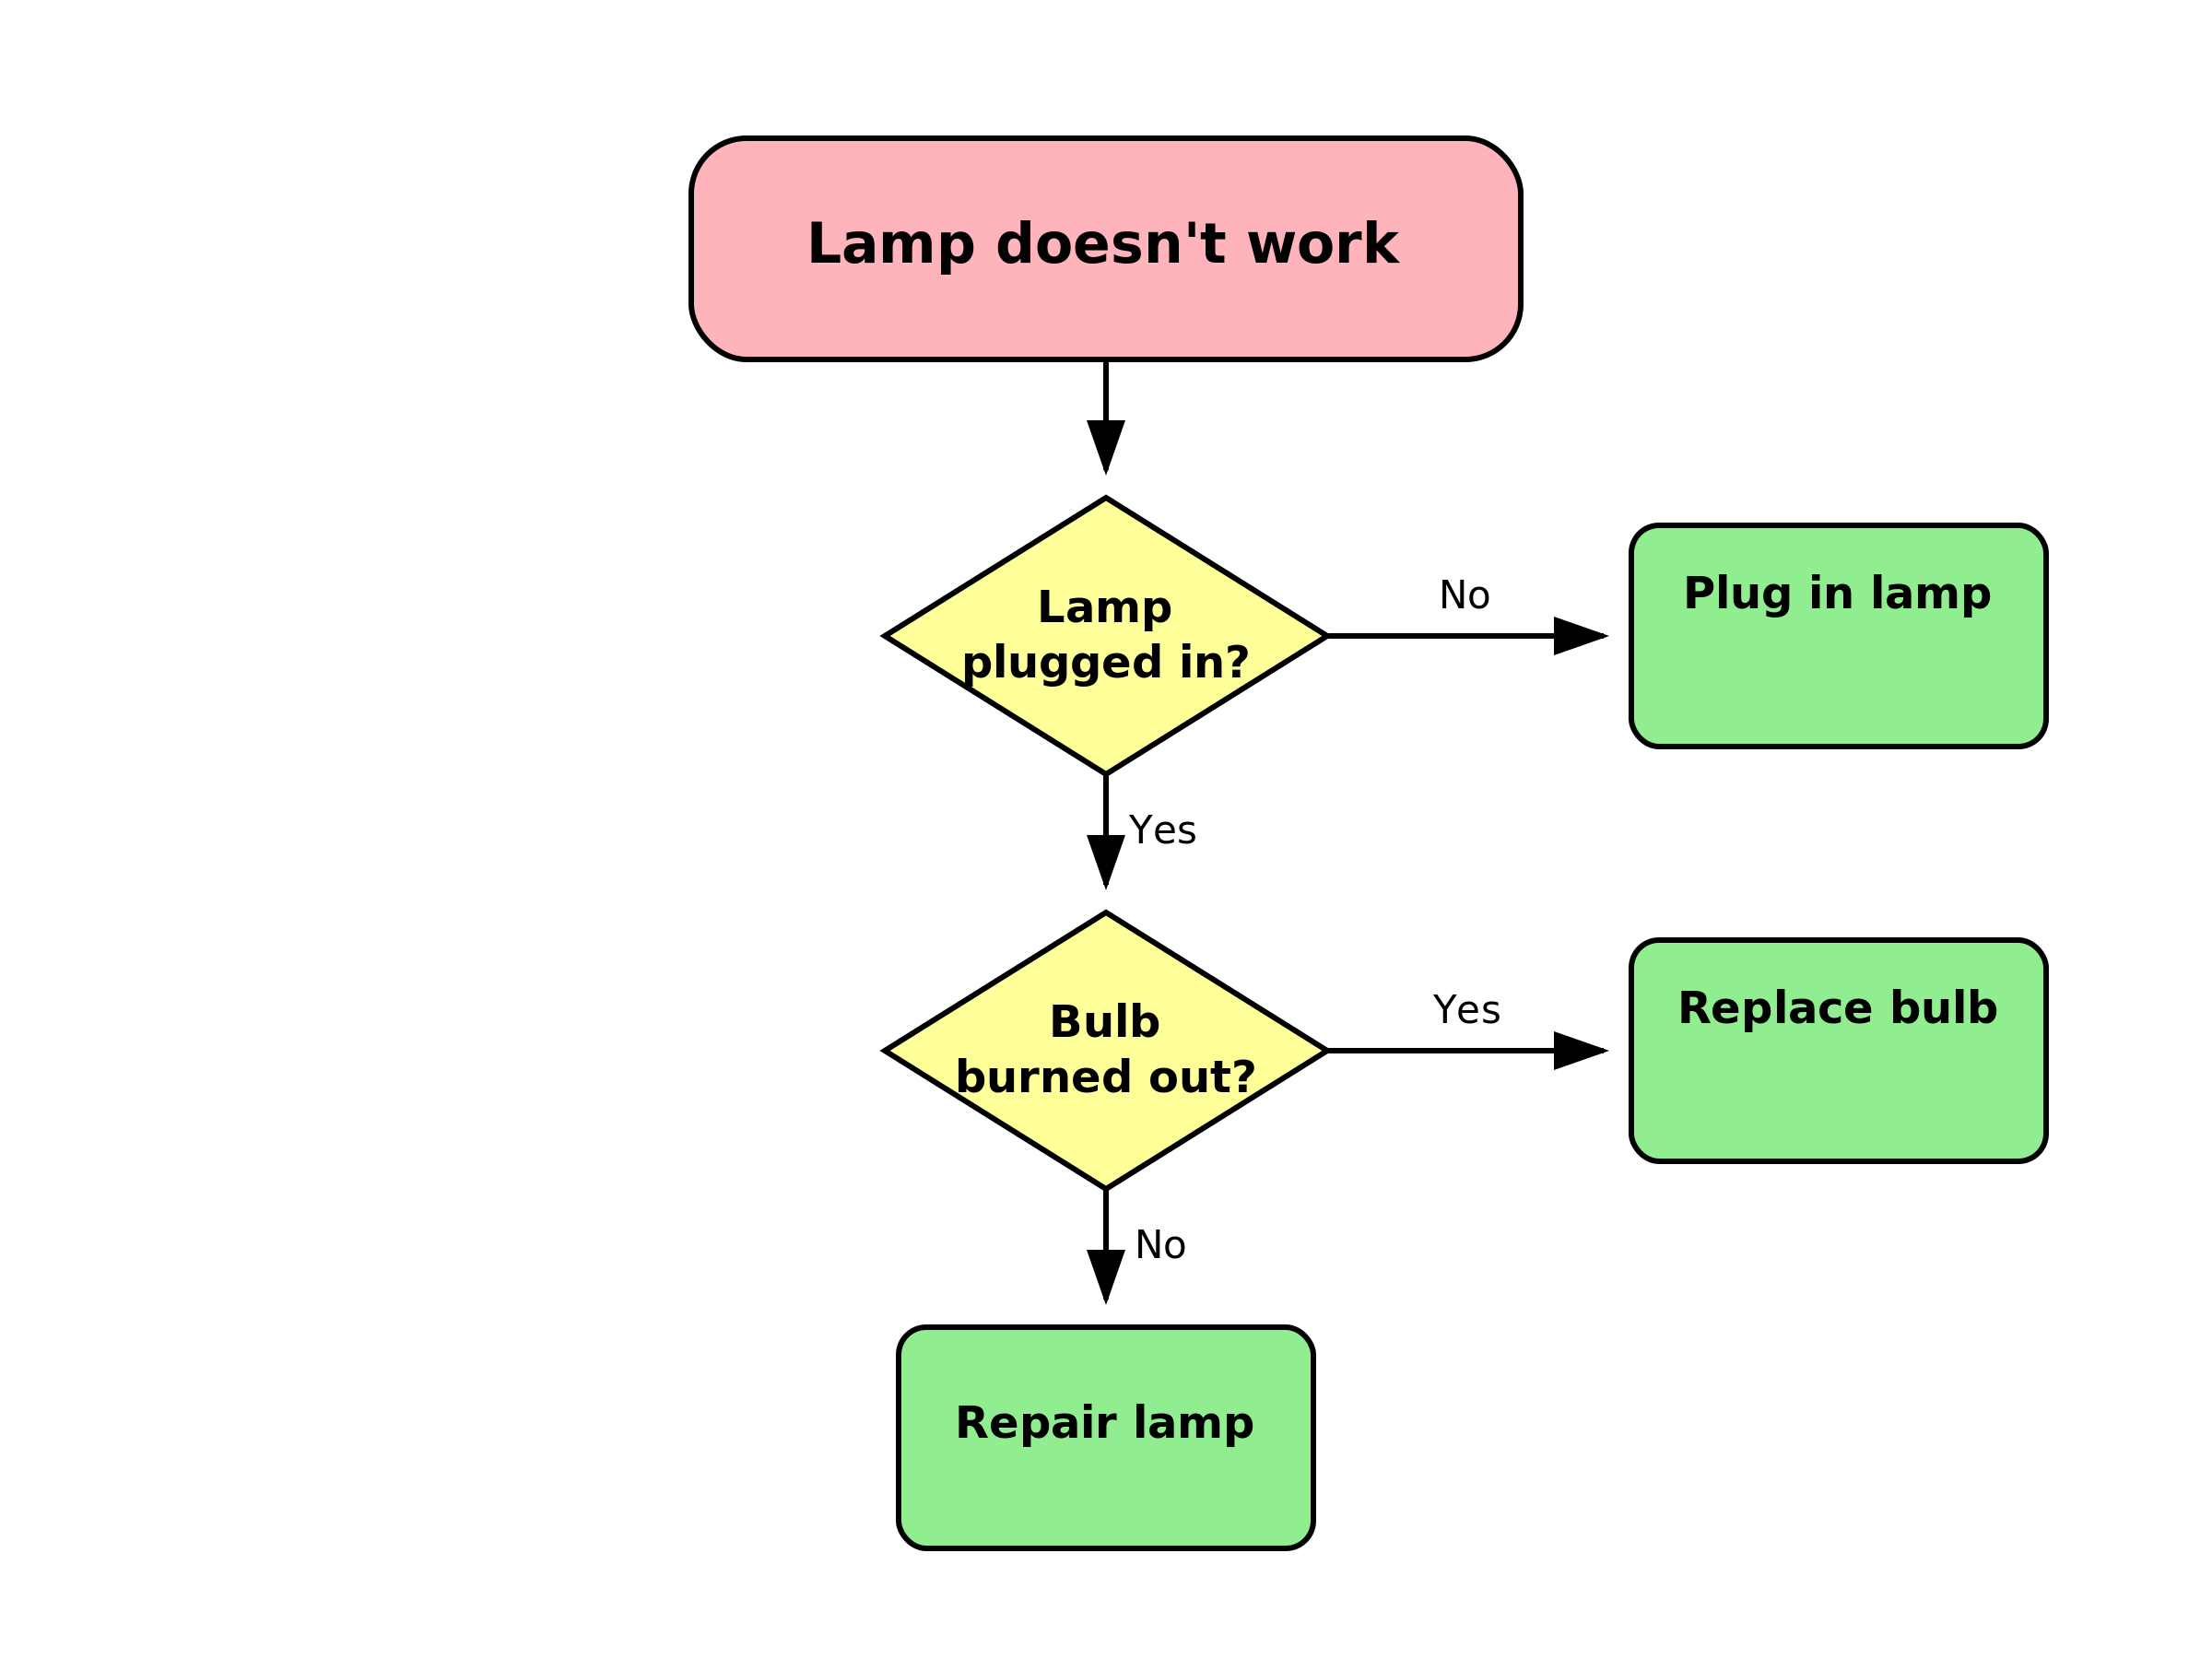 Lamp doesn't work
Lamp
plugged in?
No
Plug in lamp
Yes
Bulb
burned out?
Yes
Replace bulb
No
Repair lamp